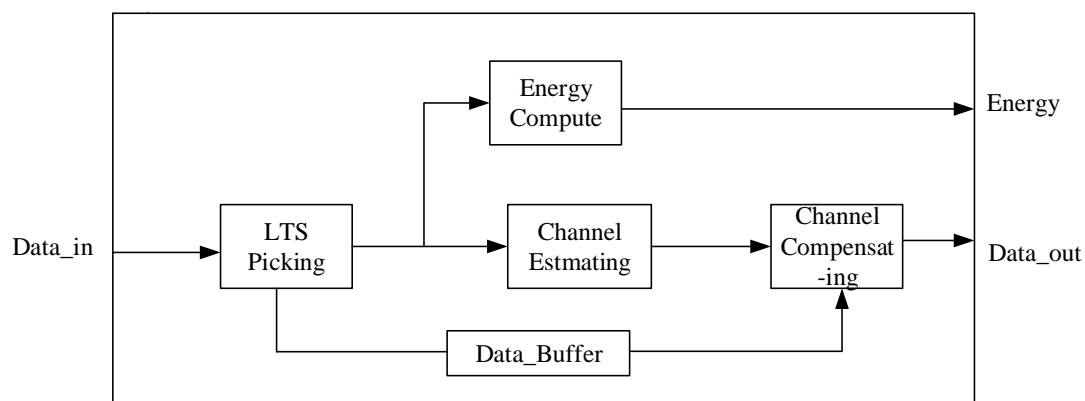 Energy
Compute
Energy
LTS
Picking
Channel
Estmating
Channel
Compensat
-ing
Data_in
Data_out
Data_Buffer